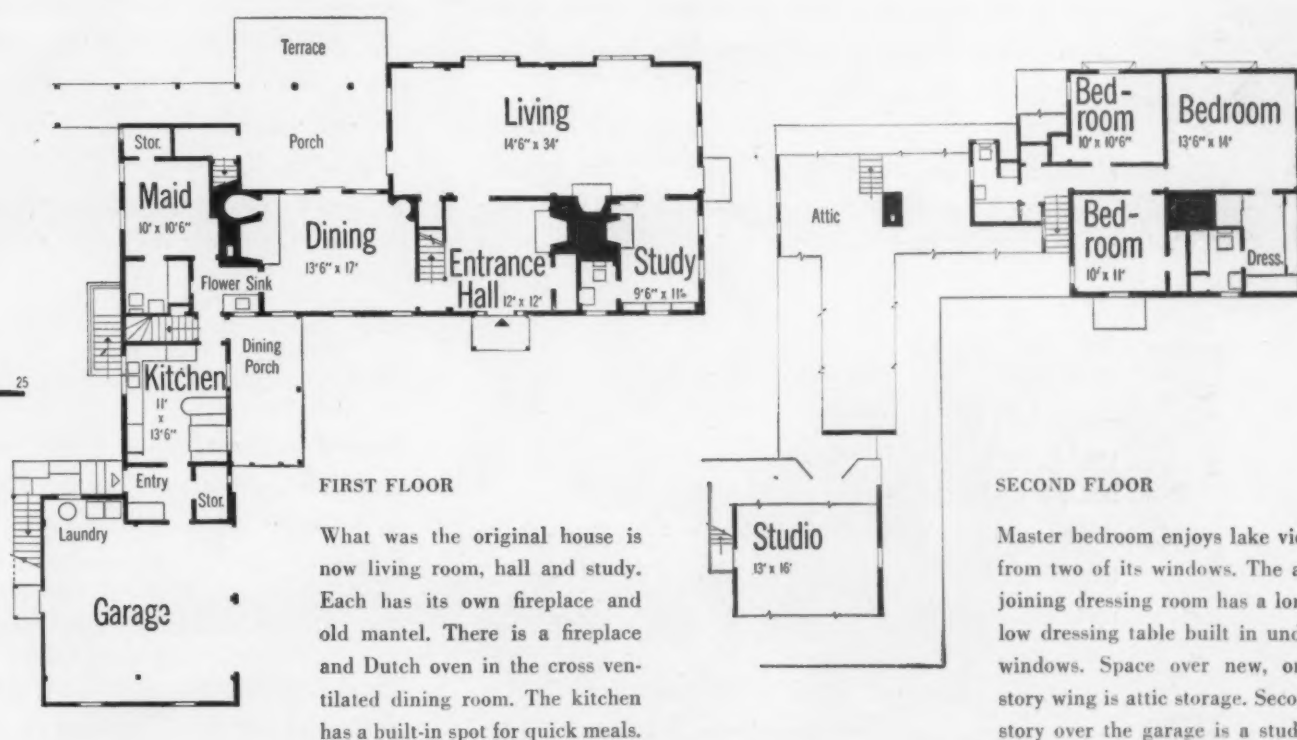 Terrace
Living
14'6" x 34'
Porch
Stor.
Maid
10' x 10'6"
Dining
13'6" x 17'
Flower Sink
Entrance
Hall 12' x 12'
Study
9'6" x 11'
Dining
Porch
25
Kitchen
11'
x
13'6"
Entry
Stor.
Laundry
Garage
FIRST FLOOR
What was the original house is
now living room, hall and study.
Each has its own fireplace and
old mantel. There is a fireplace
and Dutch oven in the cross ven-
tilated dining room. The kitchen
has a built-in spot for quick meals.
Bed-
room
10' x 10'6"
Bedroom
13'6" x 14'
Attic
Bed-
room
10' x 11'
Dress.
Studio
13' x 16'
SECOND FLOOR
Master bedroom enjoys lake
from two of its windows. The
joining dressing room has a
low dressing table built in
windows. Space over new,
story wing is attic storage.
story over the garage is a